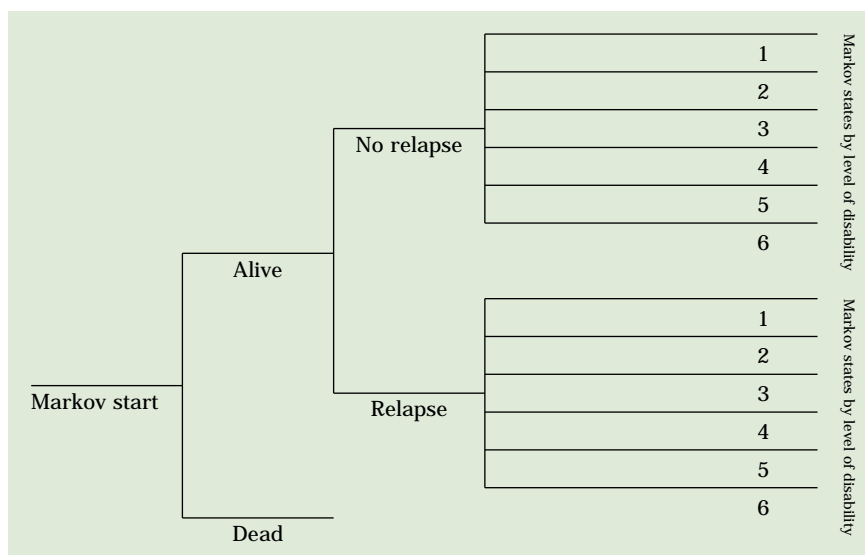 Markov start
Alive
Dead
No relapse
Relapse
1
2
3
4
5
6
Markov states by level of disability
1
2
3
4
5
6
Markov states by level of disability